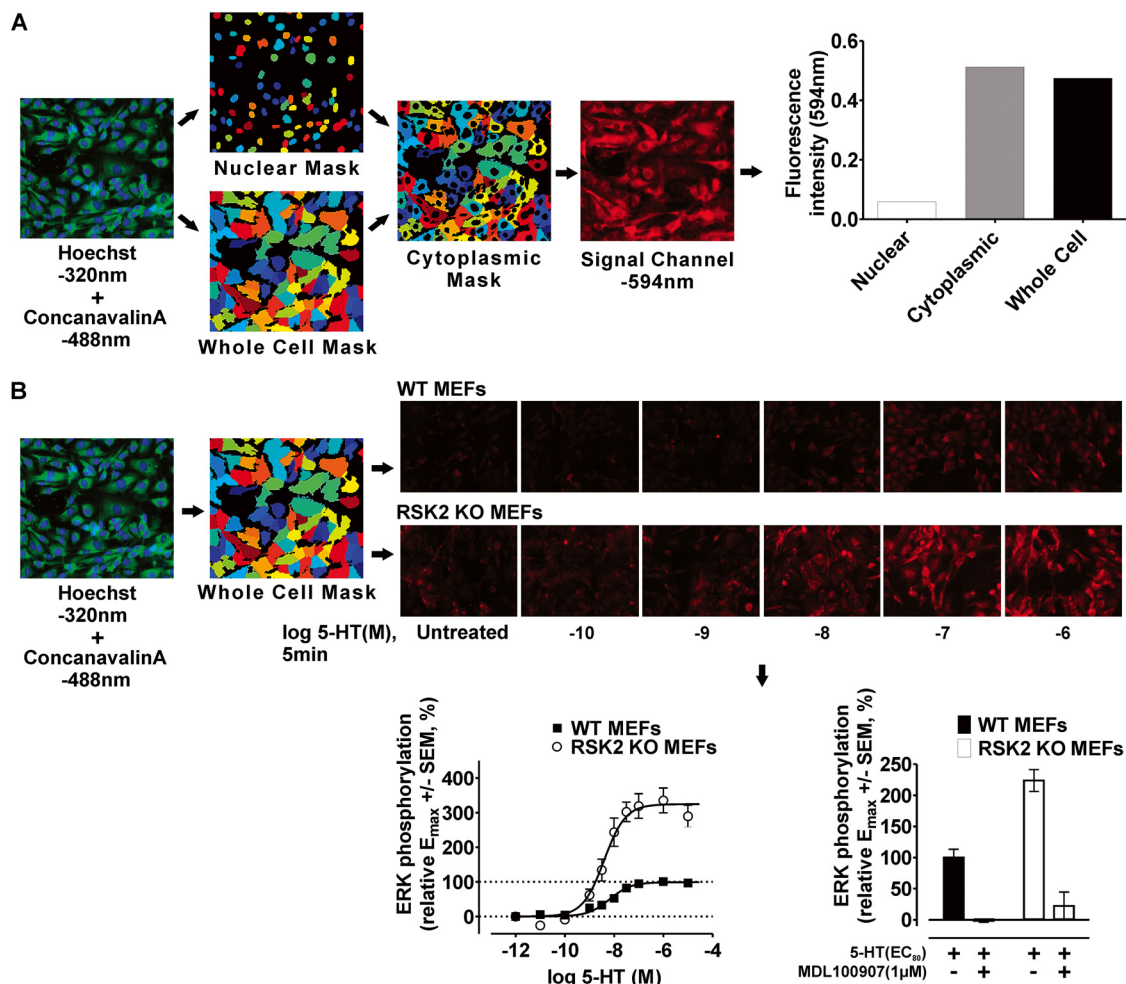 A
Nuclear Mask
Hoechst
-320nm
+
ConcanavalinA
-488nm
Whole Cell Mask
Cytoplasmic
Mask
Signal Channel
-594nm
Fluorescence
intensity (594nm)
0.6
0.4
0.2
0.0
Nuclear
Cytoplasmic
Whole Cell
B
WT MEFs
RSK2 KO MEFs
Hoechst
-320nm
+
ConcanavalinA
-488nm
Whole Cell Mask
log 5-HT(M),
5min
Untreated -10 -9 -8 -7 -6
ERK phosphorylation
(relative Emax +/- SEM, %)
WT MEFs
RSK2 KO MEFs
400
300
200
100
0
-12 -10 -8 -6 -4
log 5-HT (M)
ERK phosphorylation
(relative Emax +/- SEM, %)
WT MEFs
RSK2 KO MEFs
250
200
150
100
50
0
5-HT(EC80) + + + +
MDL100907(1µM) - + - +